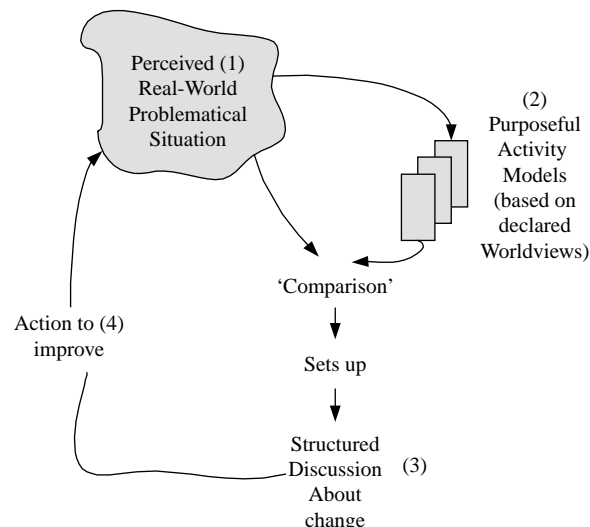 Perceived (1)
Real-World
Problematical
Situation
(2)
Purposeful
Activity
Models
(based on
declared
Worldviews)
‘Comparison’
Sets up
Structured
Discussion (3)
About
change
Action to (4)
improve